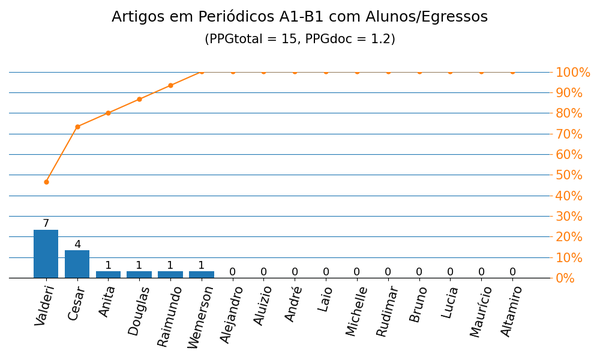 Artigos em Periódicos A1-B1 com Alunos/Egressos
(PPGtotal = 15, PPGdoc = 1.2)
100%
90%
80%
70%
60%
50%
40%
30%
20%
10%
0%
7
4
1
1
1
1
0
0
0
0
0
0
0
0
0
0
Valderi
Cesar
Anita
Douglas
Raimundo
Wemerson
Alejandro
Aluizio
André
Laio
Michelle
Rudimar
Bruno
Lucia
Maurício
Altamiro